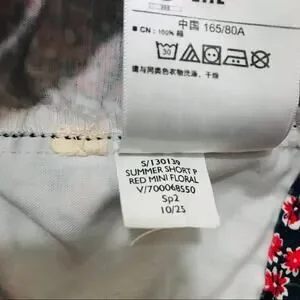 中国 165/80A
■ CN: 100% 棉
30
请与同类色衣物洗涤、干燥
S/130139
SUMMER SHORT P
RED MINI FLORAL
V/700068550
Sp2
10/25